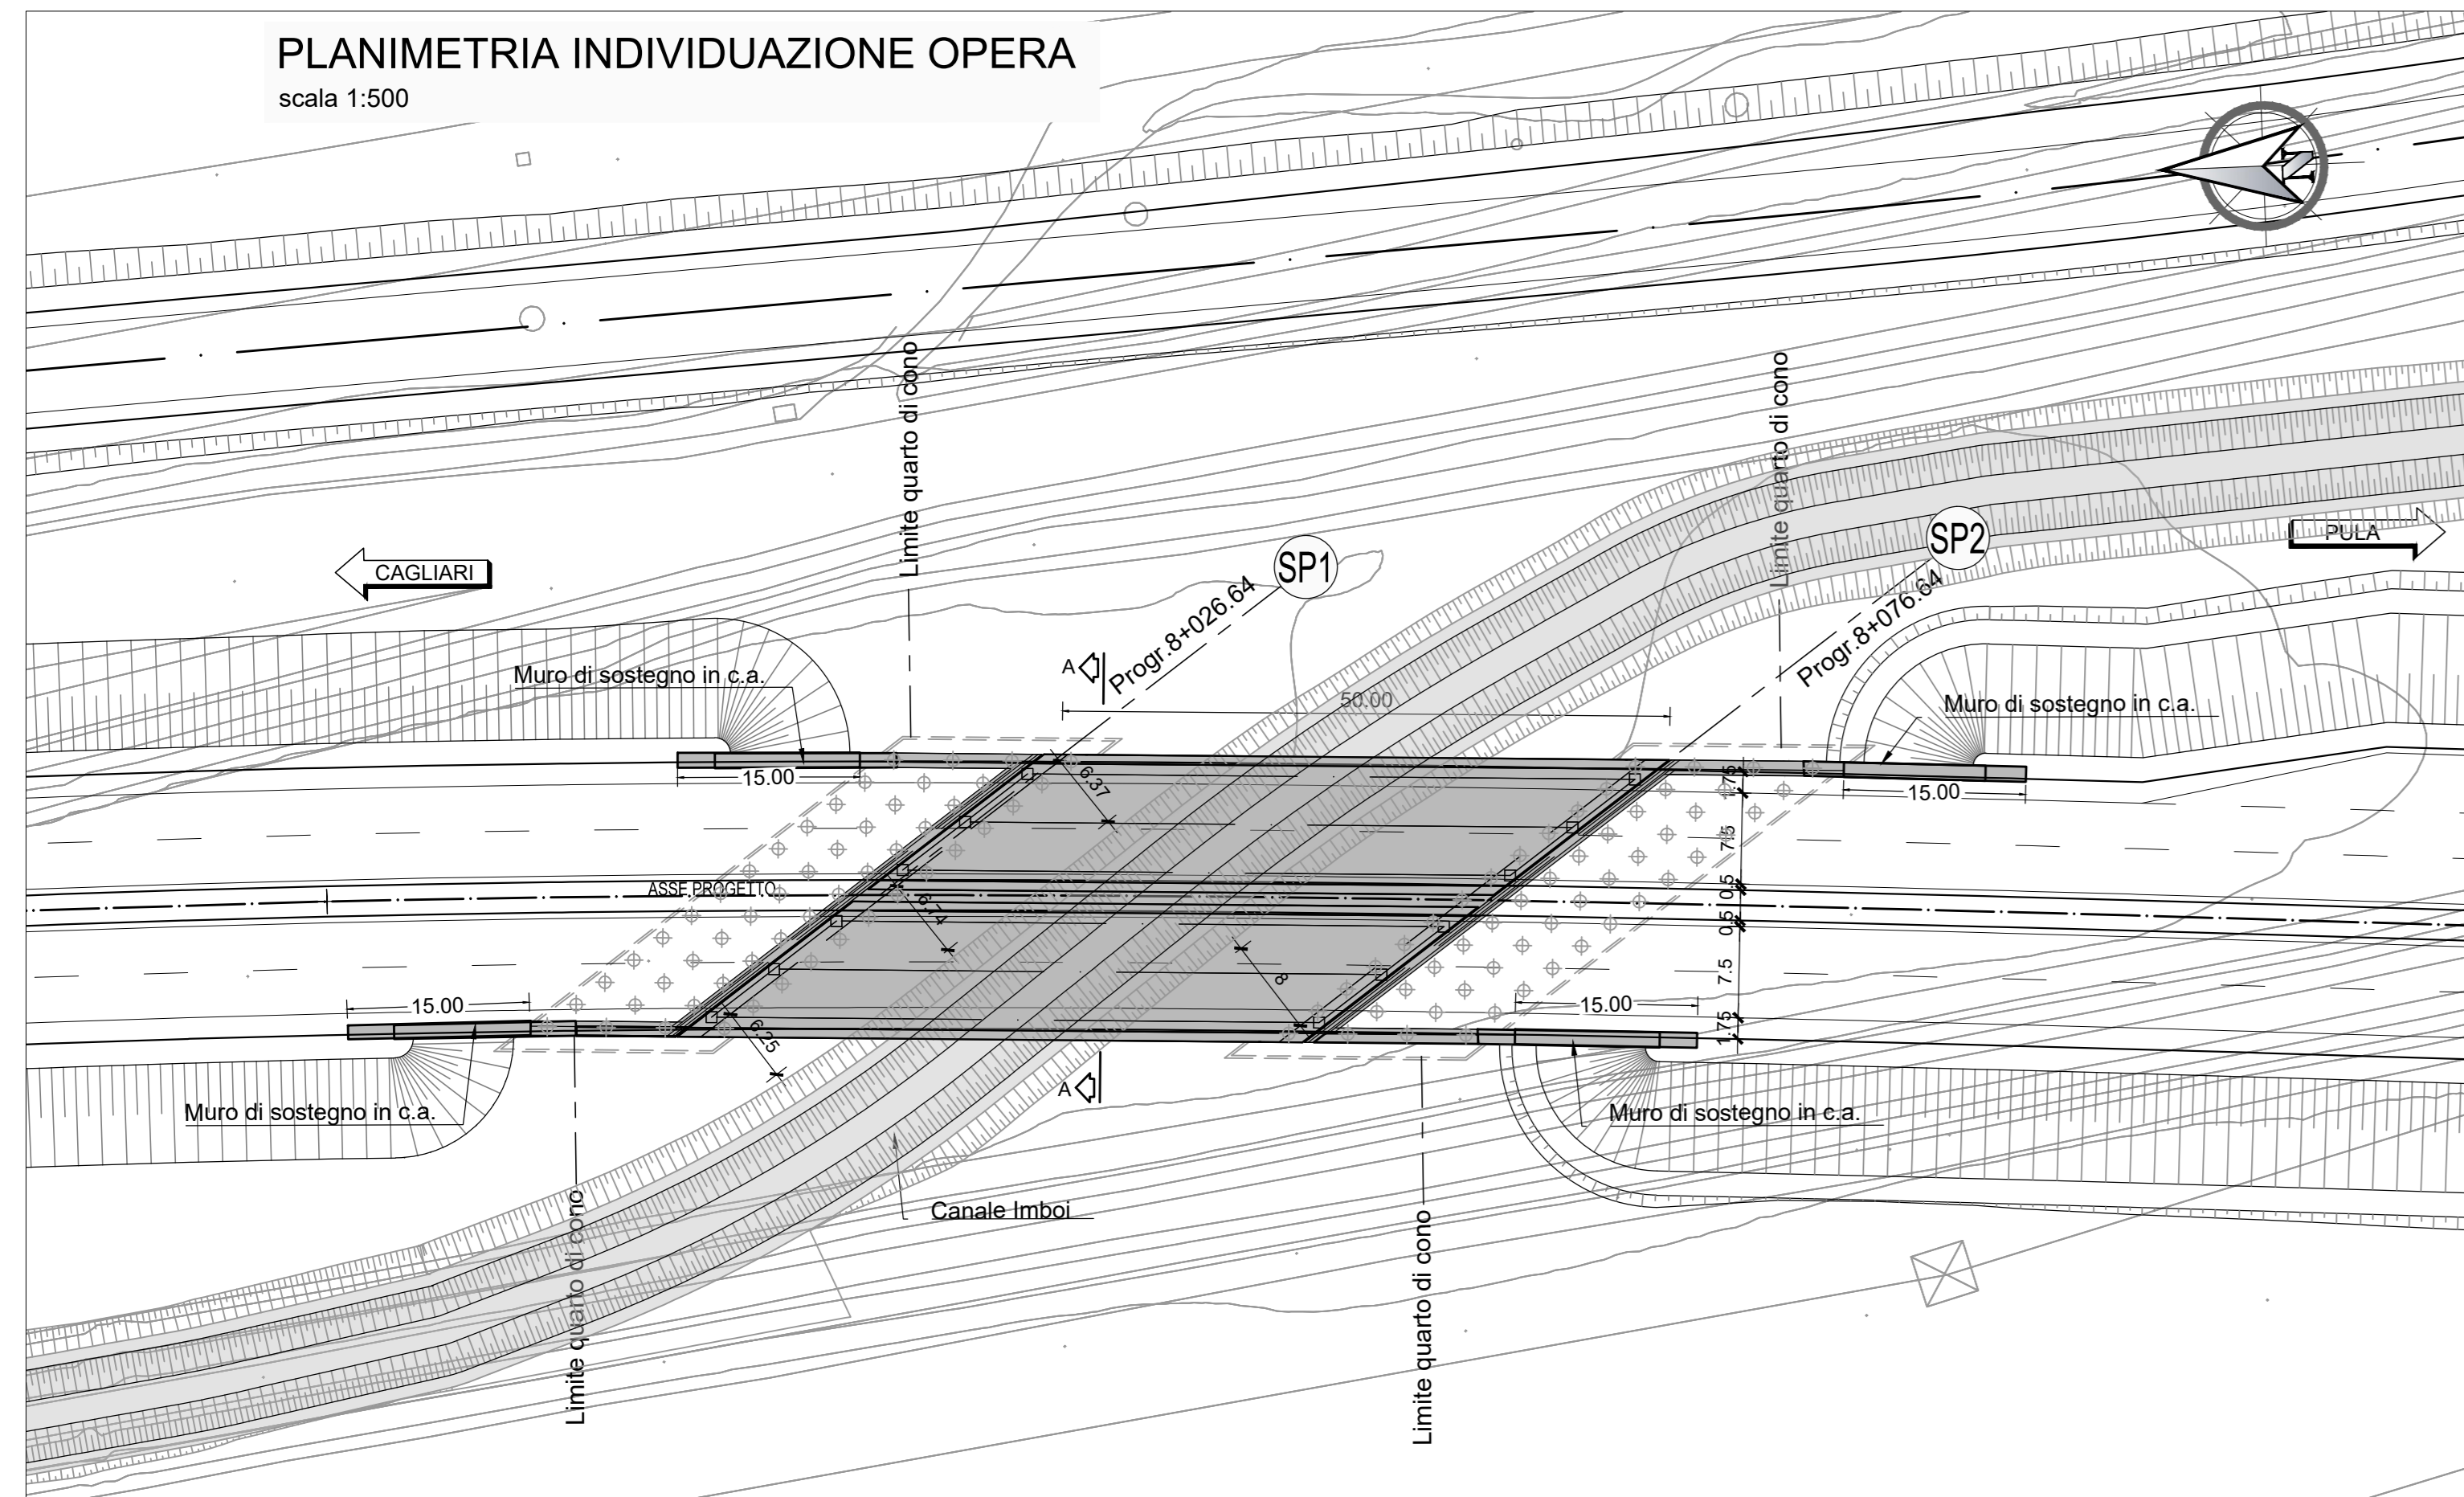 PLANIMETRIA INDIVIDUAZIONE OPERA
scala 1:500
N
Limite quarto di cono
Limite quarto di cono
SP1
SP2
CAGLIARI
PULA
Progr.8+026.64
Progr.8+076.64
A
Muro di sostegno in c.a.
50.00
Muro di sostegno in c.a.
15.00
6.37
1.75
15.00
7.5
ASSE PROGETTO
6.74
0.5
0.5
7.5
8
15.00
15.00
6.25
1.75
A
Muro di sostegno in c.a.
Muro di sostegno in c.a.
Canale Imboi
Limite quarto di cono
Limite quarto di cono